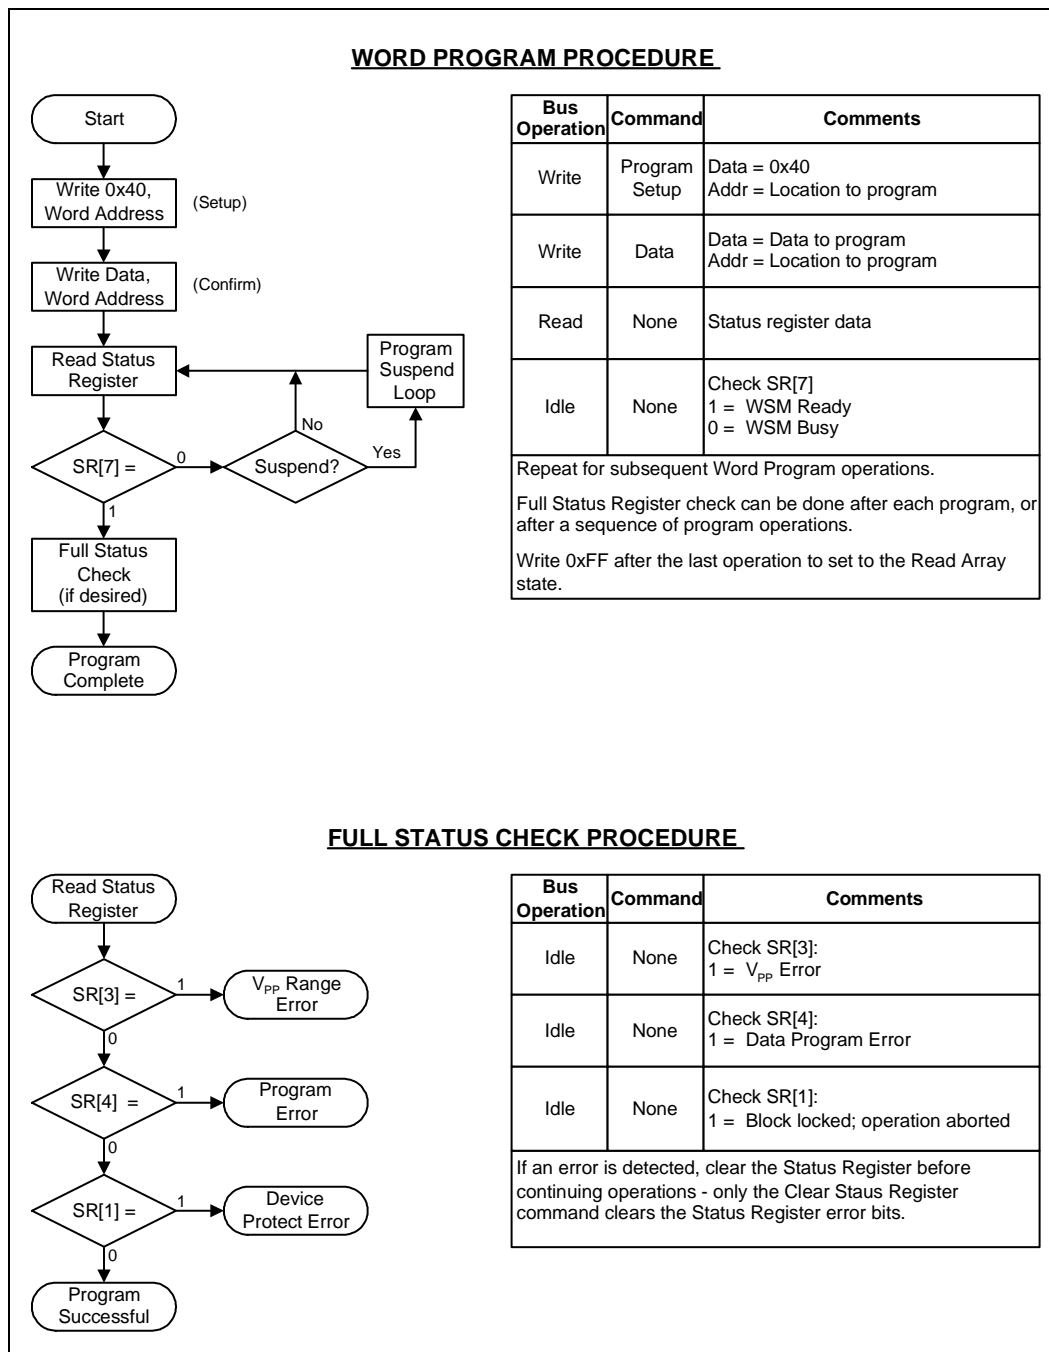 WORD PROGRAM PROCEDURE
Start
Write 0x40,
Word Address
(Setup)
Write Data,
Word Address
(Confirm)
Read Status
Register
Program
Suspend
Loop
No
Yes
SR[7] =
0
Suspend?
1
Full Status
Check
(if desired)
Program
Complete
Bus
Operation
Command
Comments
Write
Program
Setup
Data = 0x40
Addr = Location to program
Write
Data
Data = Data to program
Addr = Location to program
Read
None
Status register data
Idle
None
Check SR[7]
1 = WSM Ready
0 = WSM Busy
Repeat for subsequent Word Program operations.
Full Status Register check can be done after each program, or
after a sequence of program operations.
Write 0xFF after the last operation to set to the Read Array
state.
FULL STATUS CHECK PROCEDURE
Read Status
Register
SR[3] =
1
VPP Range
Error
0
SR[4] =
1
Program
Error
0
SR[1] =
1
Device
Protect Error
0
Program
Successful
Bus
Operation
Command
Comments
Idle
None
Check SR[3]:
1 = VPP Error
Idle
None
Check SR[4]:
1 = Data Program Error
Idle
None
Check SR[1]:
1 = Block locked; operation aborted
If an error is detected, clear the Status Register before
continuing operations - only the Clear Staus Register
command clears the Status Register error bits.